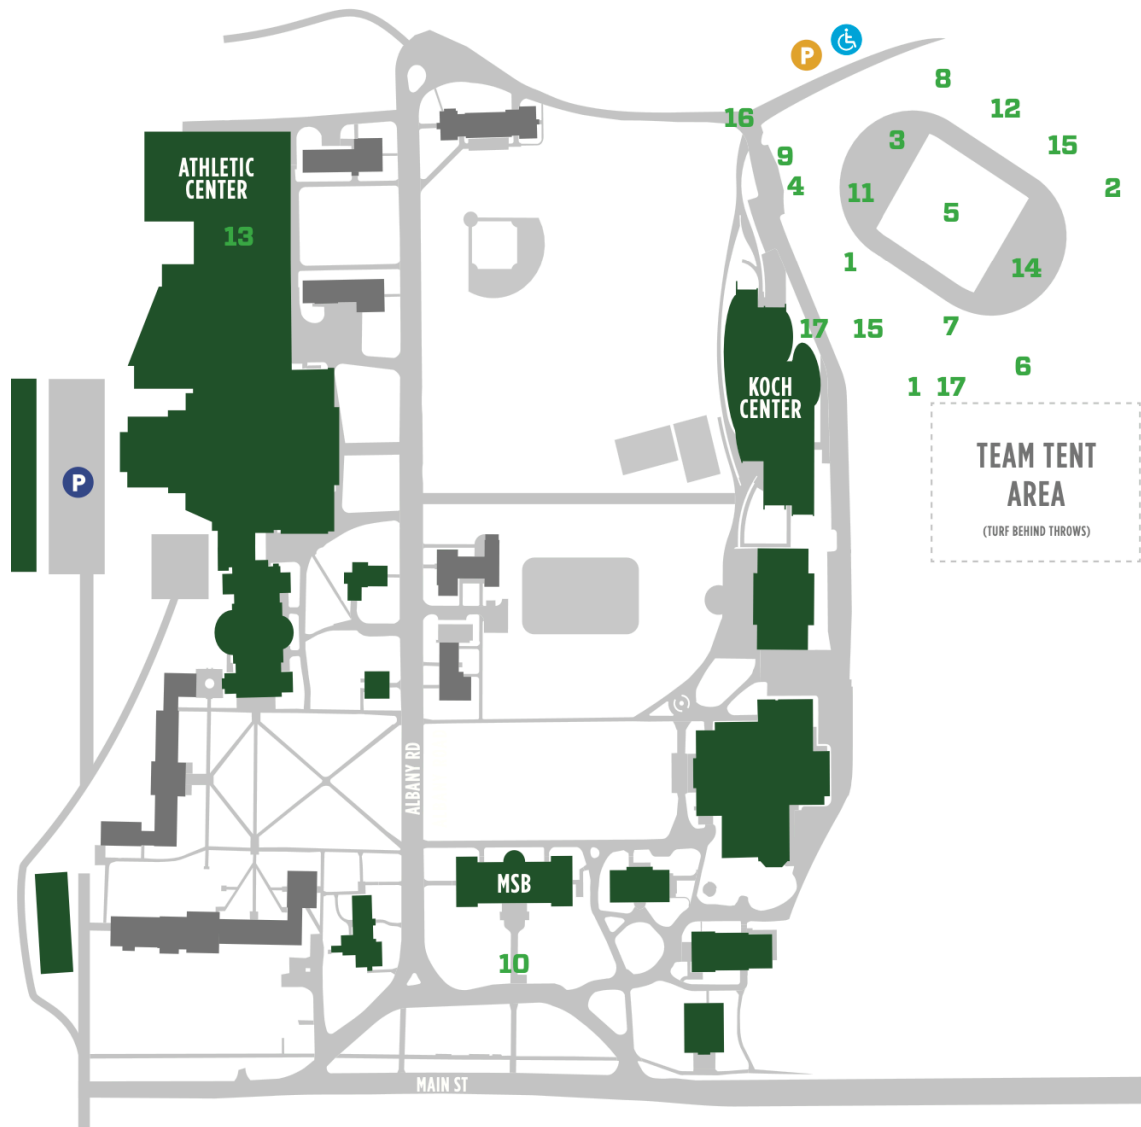 P
8
12
16
3
15
9
ATHLETIC
CENTER
4
11
2
5
13
1
14
17
15
7
6
KOCH
CENTER
1
17
TEAM TENT
AREA
(TURF BEHIND THROWS)
P
ALBANY RD
MSB
10
MAIN ST